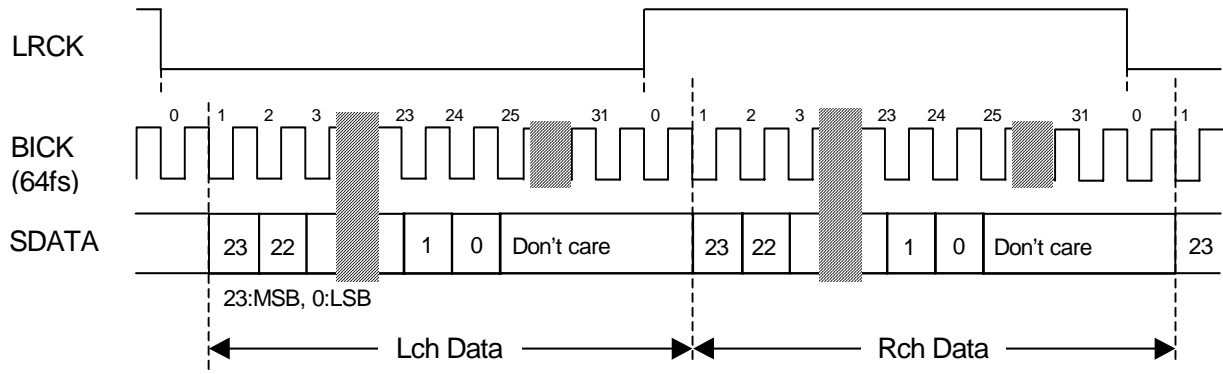 LRCK
0 1 2 3 23 24 25 31 0 1 2 3 23 24 25 31 0 1
BICK
(64fs)
SDATA 23 22 1 0 Don't care 23 22 1 0 Don't care 23
23:MSB, 0:LSB
Lch Data Rch Data